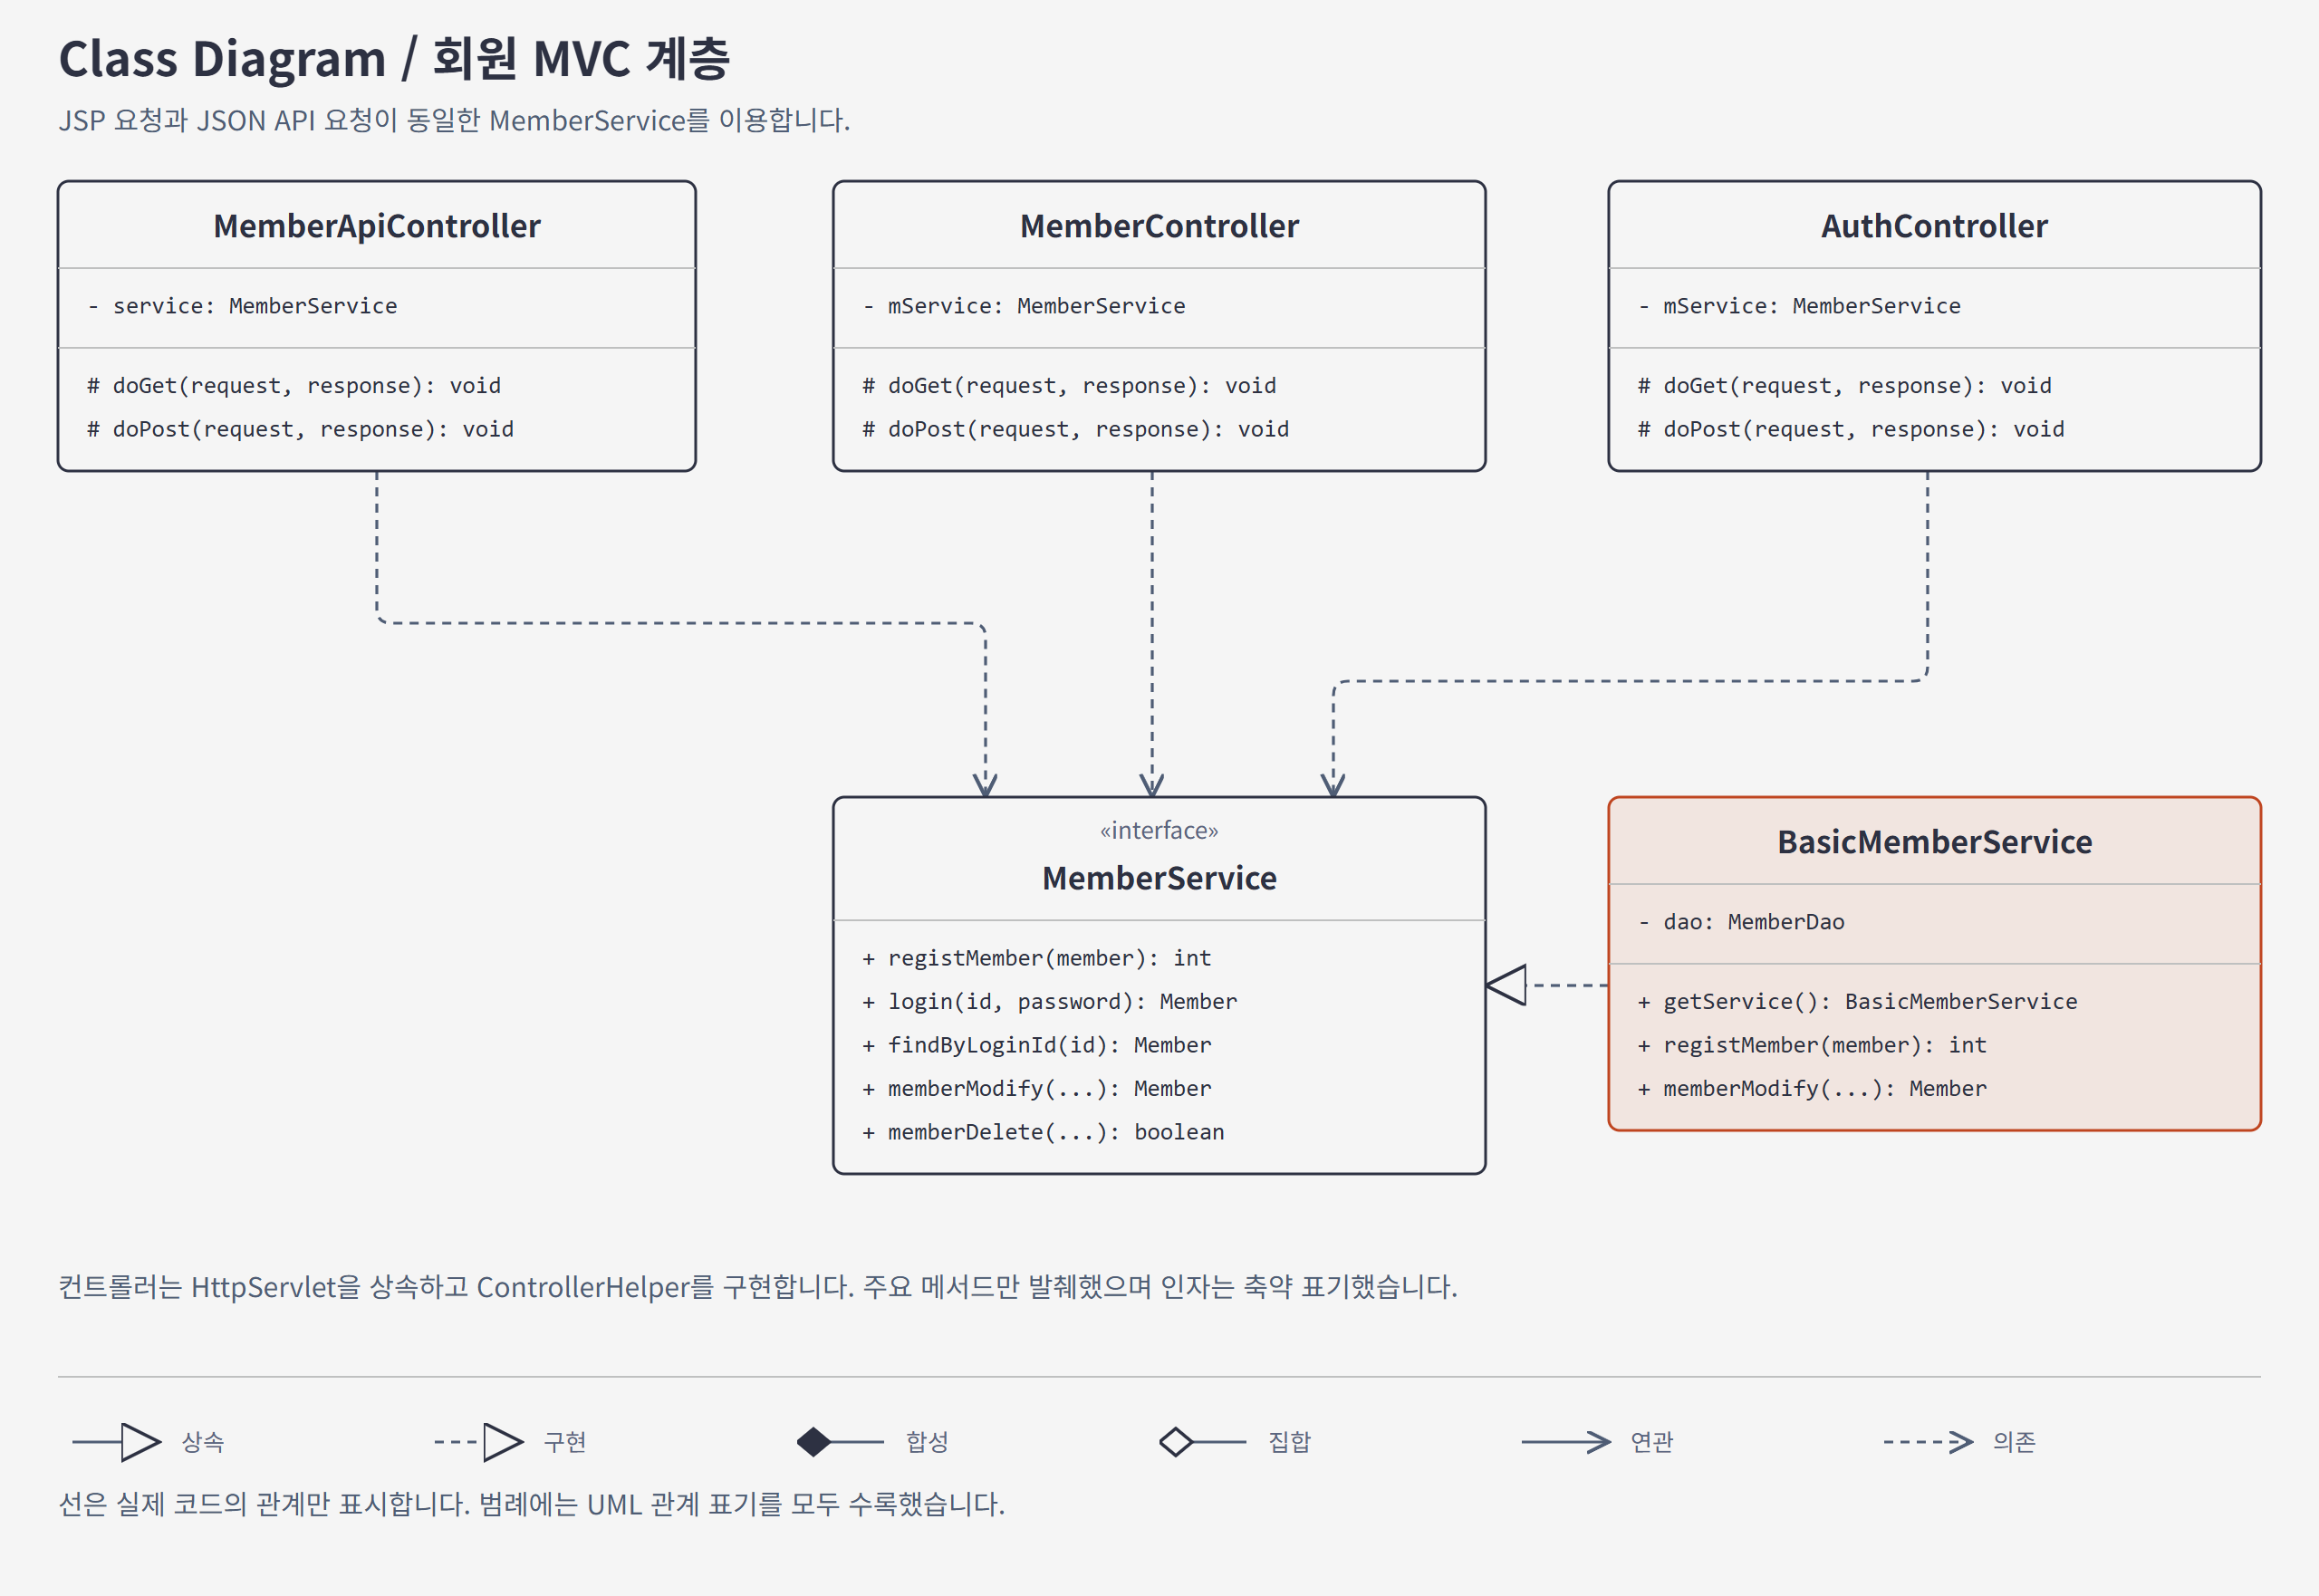 Class Diagram / 회원 MVC 계층
JSP 요청과 JSON API 요청이 동일한 MemberService를 이용합니다.
MemberApiController
- service: MemberService
# doGet(request, response): void
# doPost(request, response): void
MemberController
- mService: MemberService
# doGet(request, response): void
# doPost(request, response): void
AuthController
- mService: MemberService
# doGet(request, response): void
# doPost(request, response): void
«interface»
MemberService
+ registMember(member): int
+ login(id, password): Member
+ findByLoginId(id): Member
+ memberModify(...): Member
+ memberDelete(...): boolean
BasicMemberService
- dao: MemberDao
+ getService(): BasicMemberService
+ registMember(member): int
+ memberModify(...): Member
컨트롤러는 HttpServlet을 상속하고 ControllerHelper를 구현합니다. 주요 메서드만 발췌했으며 인자는 축약 표기했습니다.
상속
구현
합성
집합
연관
의존
선은 실제 코드의 관계만 표시합니다. 범례에는 UML 관계 표기를 모두 수록했습니다.